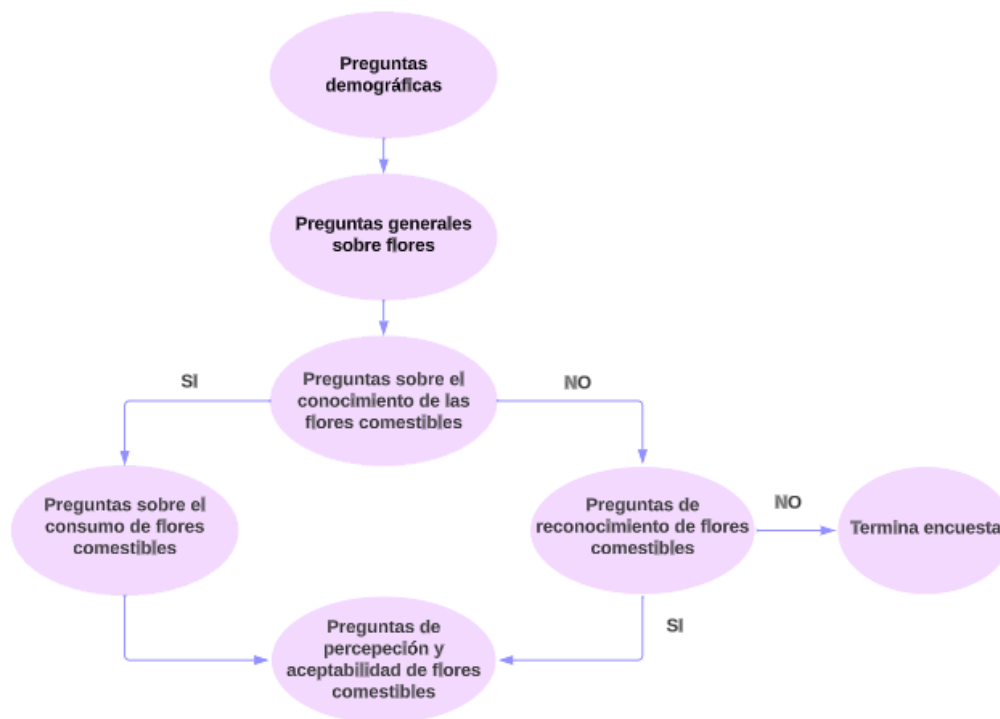 Preguntas
demográficas
Preguntas generales
sobre flores
SI
Preguntas sobre el
conocimiento de las
flores comestibles
NO
Preguntas sobre el
consumo de flores
comestibles
Preguntas de
reconocimiento de flores
comestibles
NO
Termina encuesta
Preguntas de
percepeción y
aceptabilidad de flores
comestibles
SI